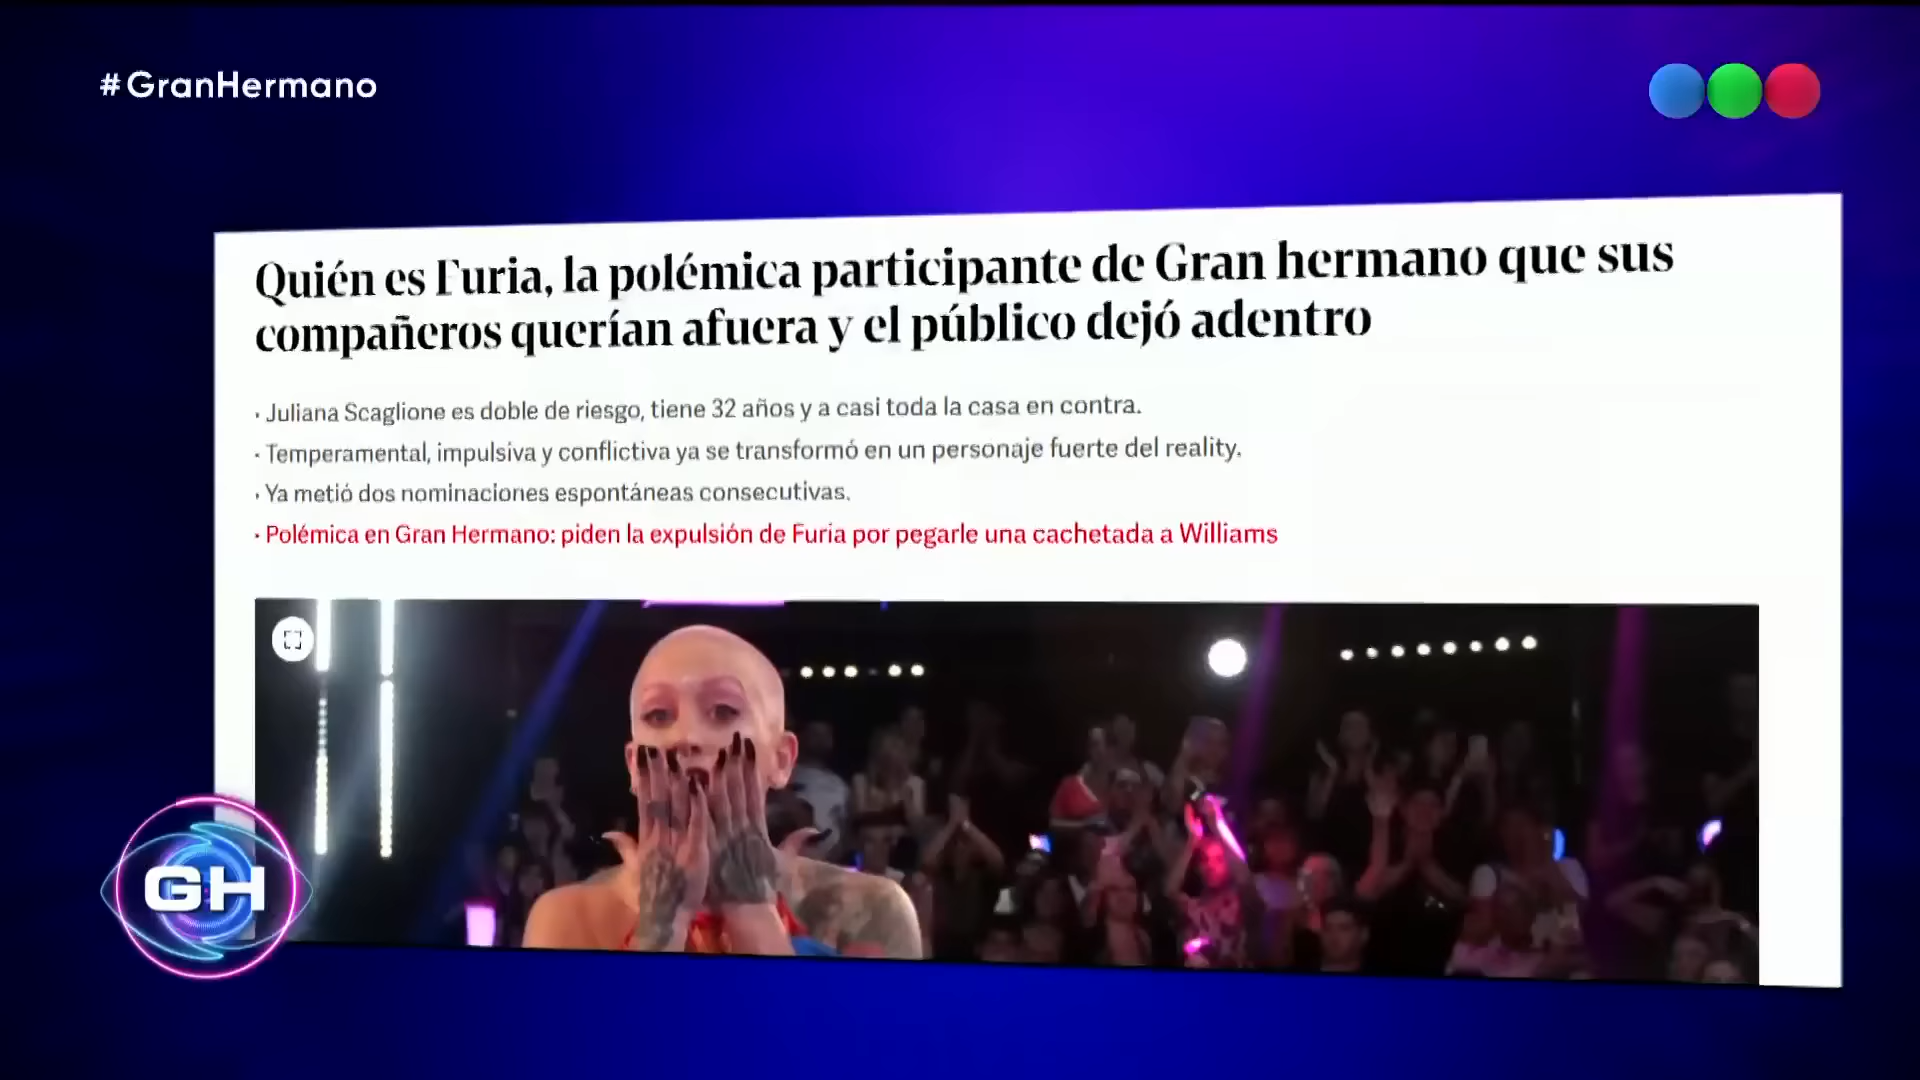 #GranHermano
Quién es Furia, la polémica participante de Gran hermano que sus
compañeros querían afuera y el público dejó adentro
· Juliana Scaglione es doble de riesgo, tiene 32 años y a casi toda la casa en contra.
· Temperamental, impulsiva y conflictiva ya se transformó en un personaje fuerte del reality.
· Ya metió dos nominaciones espontáneas consecutivas.
· Polémica en Gran Hermano: piden la expulsión de Furia por pegarle una cachetada a Williams
GH